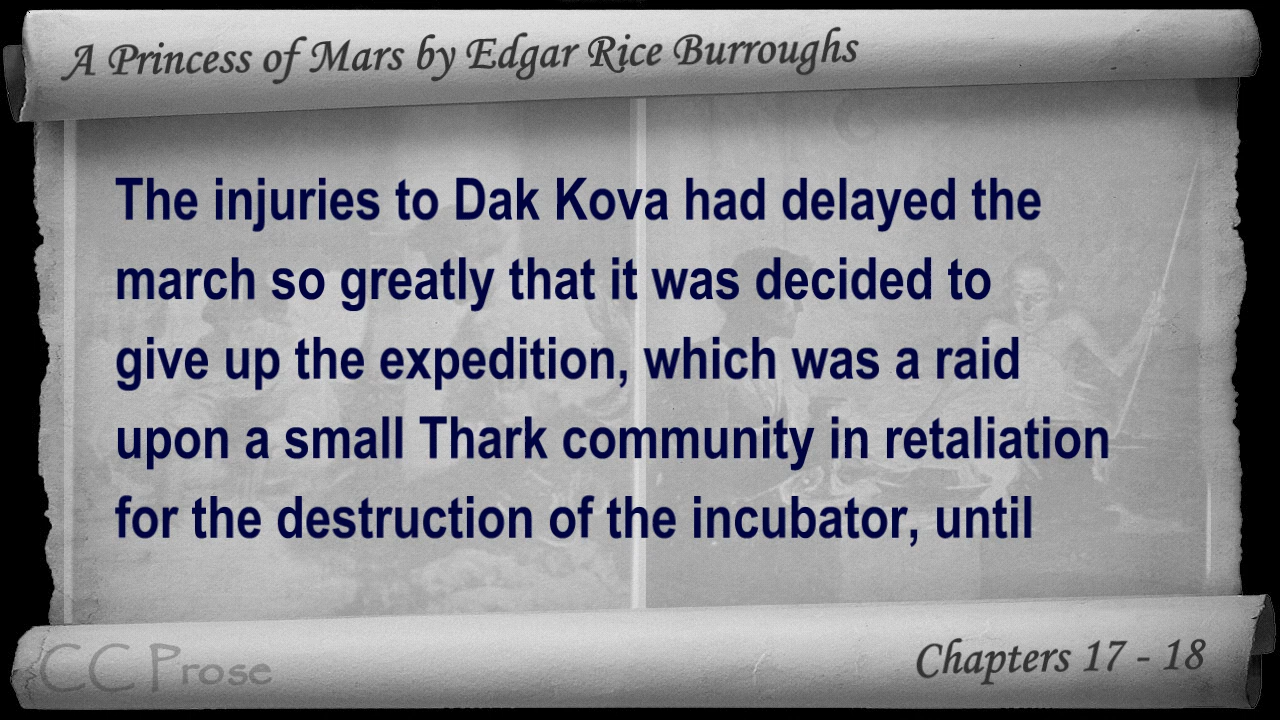 A Princess of Mars by Edgar Rice Burroughs
The injuries to Dak Kova had delayed the
march so greatly that it was decided to
give up the expedition, which was a raid
upon a small Thark community in retaliation
for the destruction of the incubator, until
CC Prose
Chapters 17 - 18